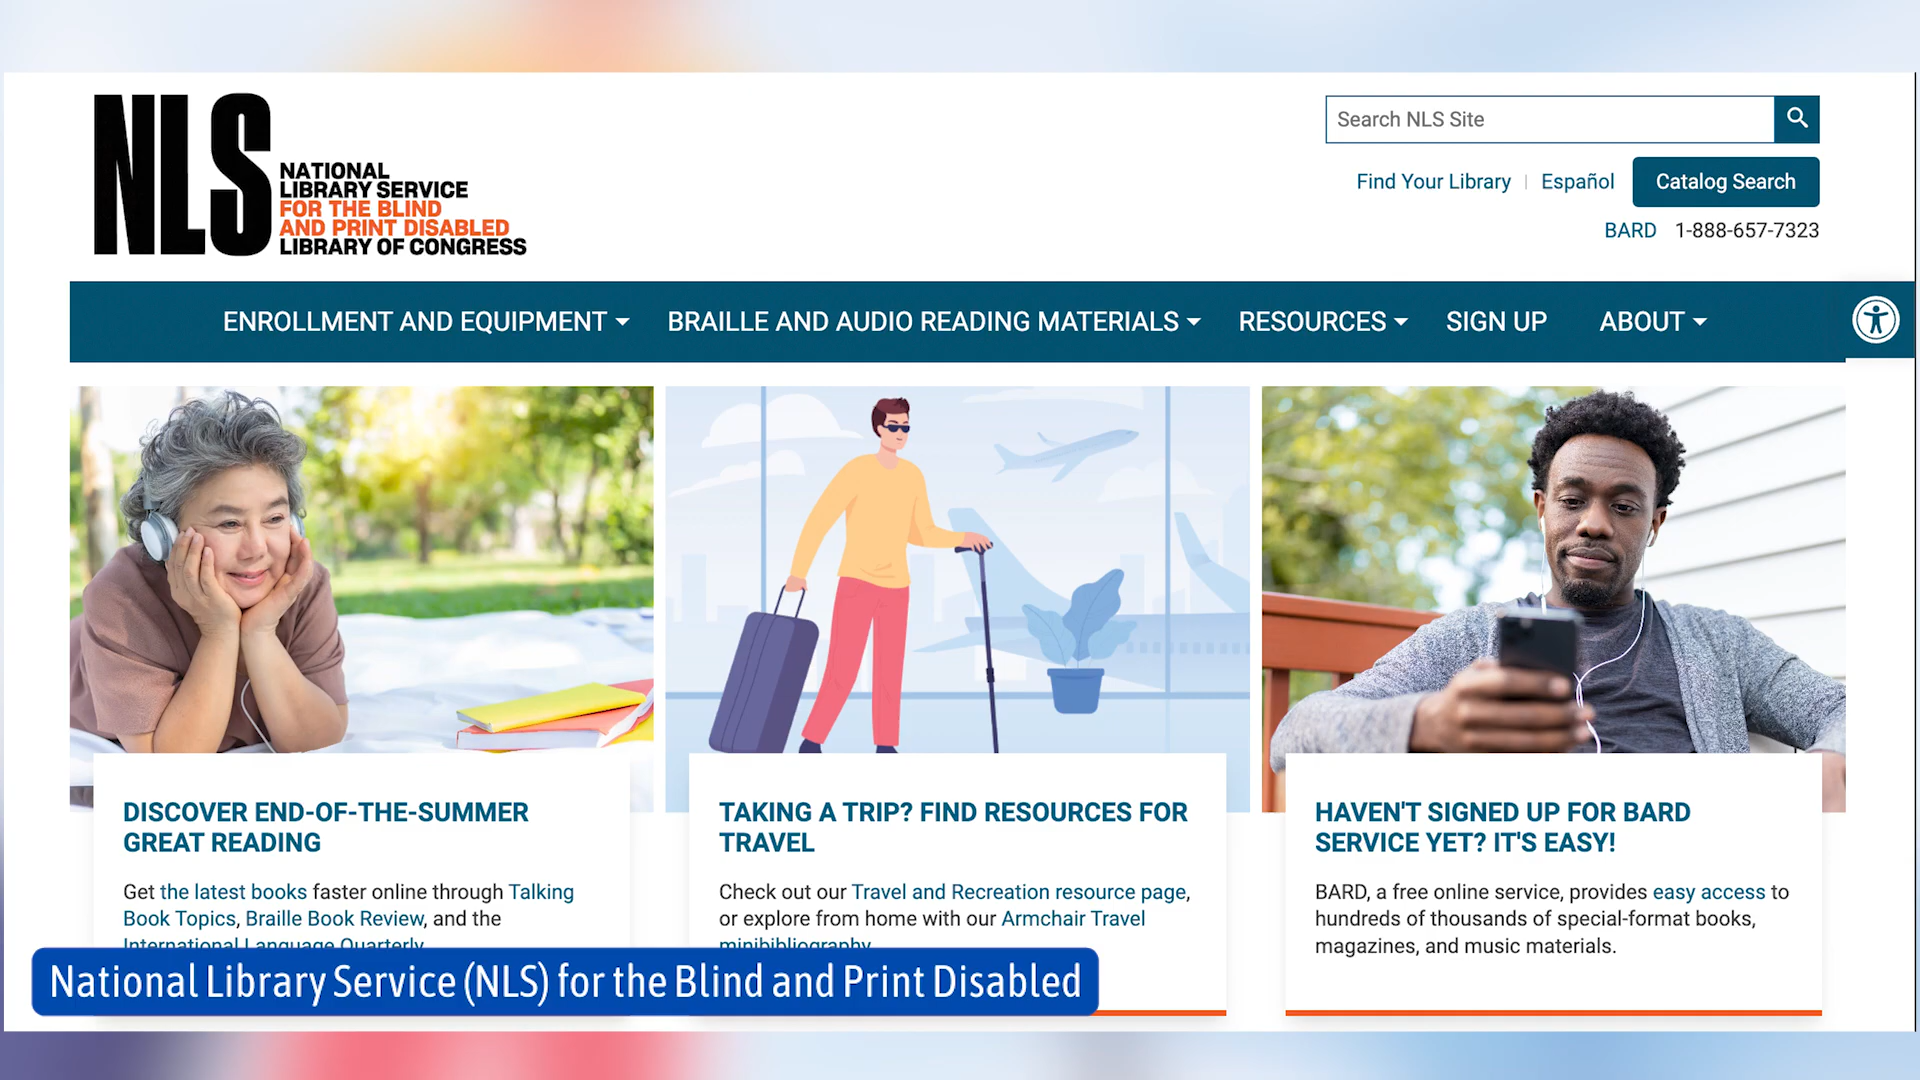 NLS
NATIONAL
LIBRARY SERVICE
FOR THE BLIND
AND PRINT DISABLED
LIBRARY OF CONGRESS
Search NLS Site
Find Your Library | Español Catalog Search
BARD 1-888-657-7323
ENROLLMENT AND EQUIPMENT BRAILLE AND AUDIO READING MATERIALS RESOURCES SIGN UP ABOUT
DISCOVER END-OF-THE-SUMMER
GREAT READING
Get the latest books faster online through Talking
Book Topics, Braille Book Review, and the
International Language Quarterly.
TAKING A TRIP? FIND RESOURCES FOR
TRAVEL
Check out our Travel and Recreation resource page,
or explore from home with our Armchair Travel
minibibliography.
HAVEN'T SIGNED UP FOR BARD
SERVICE YET? IT'S EASY!
BARD, a free online service, provides easy access to
hundreds of thousands of special-format books,
magazines, and music materials.
National Library Service (NLS) for the Blind and Print Disabled